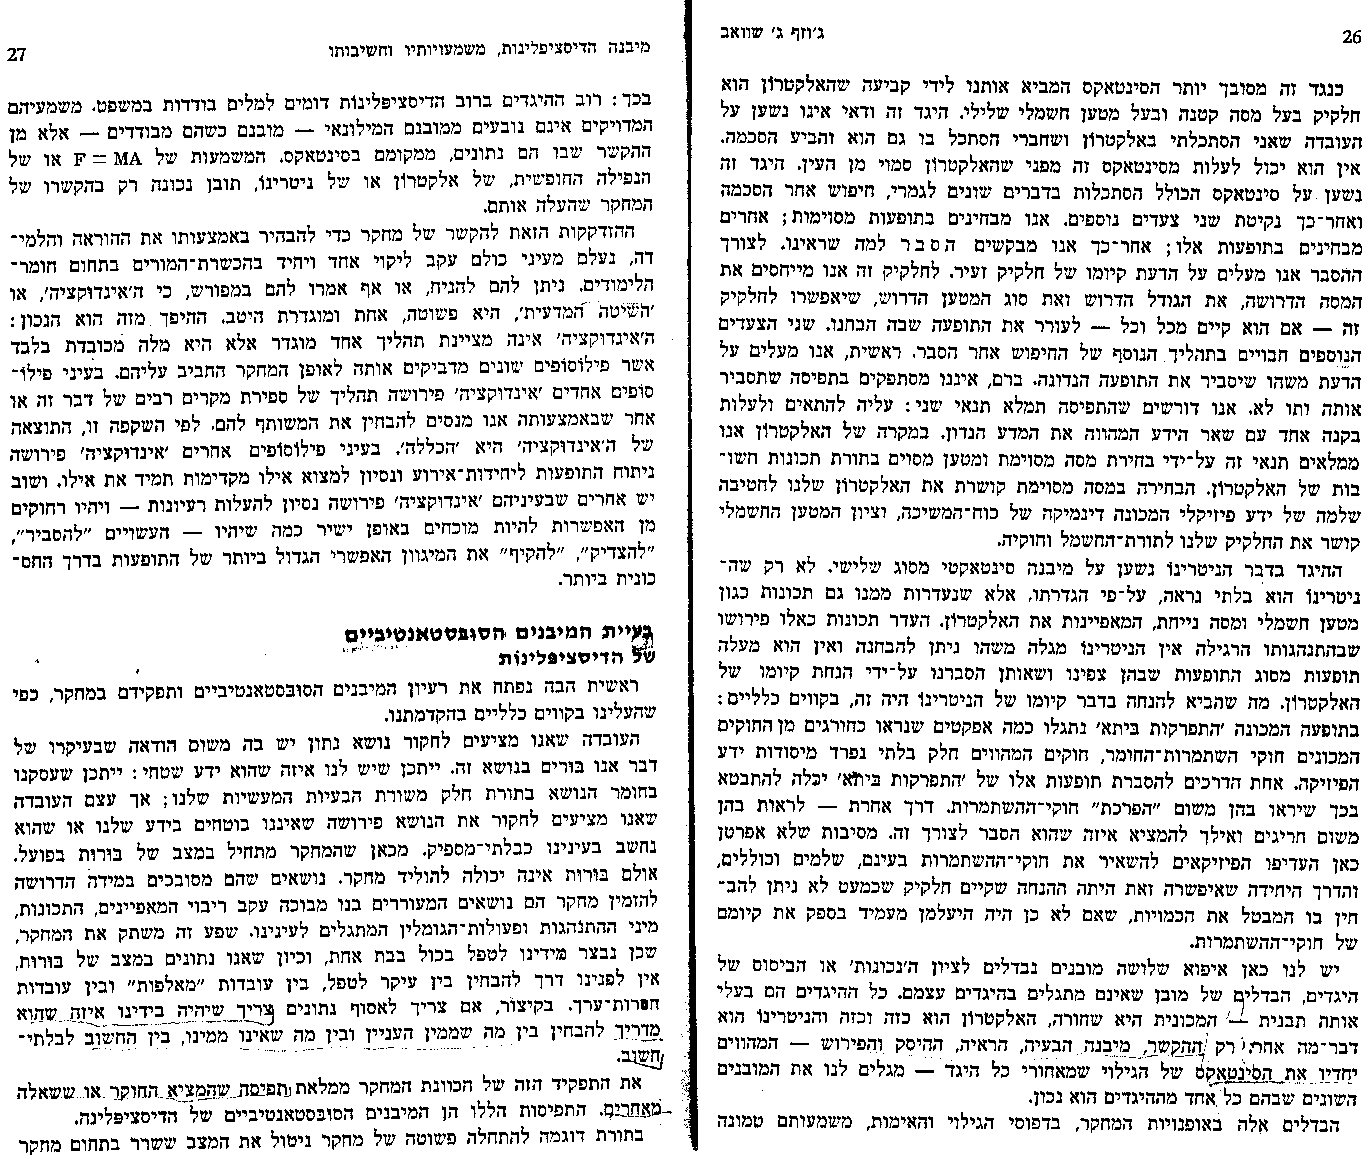 26
ג'וזף ג' שוואב
כנגד זה מסובך יותר הסינטאקס המביא אותנו לידי קביעה שהאלקטרון הוא
חלקיק בעל מסה קטנה ובעל מטען חשמלי שלילי. היגד זה ודאי אינו נשען על
העובדה שאני הסתכלתי באלקטרון ושחברי הסתכל בו גם הוא והביע הסכמה.
אין הוא יכול לעלות מסינטאקס זה מפני שהאלקטרון סמוי מן העין. היגד זה
נשען על סינטאקס הכולל הסתכלות בדברים שונים לגמרי, חיפוש אחר הסכמה
ואחר־כך נקיטת שני צעדים נוספים. אנו מבחינים בתופעות מסוימות; אחרים
מבחינים בתופעות אלו; אחר־כך אנו מבקשים הסבר למה שראינו. לצורך
ההסבר אנו מעלים על הדעת קיומו של חלקיק זעיר. לחלקיק זה אנו מייחסים את
המסה הדרושה, את הגודל הדרוש ואת סוג המטען הדרוש, שיאפשרו לחלקיק
זה — אם הוא קיים מכל וכל — לעורר את התופעה שבה הבחנו. שני הצעדים
הנוספים חבויים בתהליך הנוסף של החיפוש אחר הסבר. ראשית, אנו מעלים על
הדעת משהו שיסביר את התופעה הנדונה. ברם, איננו מסתפקים בתפיסה שתסביר
אותה ותו לא. אנו דורשים שהתפיסה תמלא תנאי שני: עליה להתאים ולעלות
בקנה אחד עם שאר הידע המהווה את המדע הנדון. במקרה של האלקטרון אנו
ממלאים תנאי זה על־ידי בחירת מסה מסוימת ומטען מסוים בתורת תכונות חשו־
בות של האלקטרון. הבחירה במסה מסוימת קושרת את האלקטרון שלנו לחטיבה
שלמה של ידע פיזיקלי המכונה דינמיקה של כוח־המשיכה, וציון המטען החשמלי
קושר את החלקיק שלנו לתורת־החשמל וחוקיה.
ההיגד בדבר הניטרינו נשען על מיבנה סינטאקטי מסוג שלישי. לא רק שה־
ניטרינו הוא בלתי נראה, על־פי הגדרתו, אלא שנעדרות ממנו גם תכונות כגון
מטען חשמלי ומסה נייחת, המאפיינות את האלקטרון. העדר תכונות כאלו פירושו
שבהתנהגותו הרגילה אין הניטרינו מגלה משהו ניתן להבחנה ואין הוא מעלה
תופעות מסוג התופעות שבהן צפינו ושאותן הסברנו על־ידי הנחת קיומו של
האלקטרון. מה שהביא להנחה בדבר קיומו של הניטרינו היה זה, בקווים כלליים:
בתופעה המכונה 'התפרקות ביתא' נתגלו כמה אפקטים שנראו כחורגים מן החוקים
המכונים חוקי השתמרות־החומר, חוקים המהווים חלק בלתי נפרד מיסודות ידע
הפיזיקה. אחת הדרכים להסברת תופעות אלו של 'התפרקות ביתא' יכלה להתבטא
בכך שיראו בהן משום "הפרכת" חוקי־ההשתמרות. דרך אחרת — לראות בהן
משום חריגים ואילך להמציא איזה שהוא הסבר לצורך זה. מסיבות שלא אפרטן
כאן העדיפו הפיזיקאים להשאיר את חוקי־ההשתמרות בעינם, שלמים וכוללים,
והדרך היחידה שאיפשרה זאת היתה ההנחה שקיים חלקיק שכמעט לא ניתן להב־
חין בו המבטל את הכמויות, שאם לא כן היה היעלמן מעמיד בספק את קיומם
של חוקי־ההשתמרות.
יש לנו כאן איפוא שלושה מובנים נבדלים לציון ה'נכונות' או הביסוס של
היגדים, הבדלים של מובן שאינם מתגלים בהיגדים עצמם. כל ההיגדים הם בעלי
אותה תבנית — המכונית היא שחורה, האלקטרון הוא כזה וכזה והניטרינו הוא
דבר־מה אחר. רק ההקשר, מיבנה הבעיה, הראיה, ההיסק והפירוש — המהווים
יחדיו את הסינטאקס של הגילוי שמאחורי כל היגד — מגלים לנו את המובנים
השונים שבהם כל אחד מההיגדים הוא נכון.
הבדלים אלה באופנויות המחקר, בדפוסי הגילוי והאימות, משמעותם טמונה
מיבנה הדיסציפלינות, משמעויותיו וחשיבותו
27
בכך: רוב ההיגדים ברוב הדיסציפלינות דומים למלים בודדות במשפט. משמעיהם
המדויקים אינם נובעים ממובנם המילונאי — מובנם כשהם מבודדים — אלא מן
ההקשר שבו הם נתונים, ממקומם בסינטאקס. המשמעות של F = MA או של
הנפילה החופשית, של אלקטרון או של ניטרינו, תובן נכונה רק בהקשרו של
המחקר שהעלה אותם.
ההזדקקות הזאת להקשר של מחקר כדי להבהיר באמצעותו את ההוראה והלמי־
דה, נעלם מעיני כולם עקב ליקוי אחד ויחיד בהכשרת־המורים בתחום חומר־
הלימודים. ניתן להם להניח, או אף אמרו להם במפורש, כי ה'אינדוקציה', או
'השיטה המדעית', היא פשוטה, אחת ומוגדרת היטב. ההיפך מזה הוא הנכון:
ה'אינדוקציה' אינה מציינת תהליך אחד מוגדר אלא היא מלה מכובדת בלבד
אשר פילוסופים שונים מדביקים אותה לאופן המחקר החביב עליהם. בעיני פילו־
סופים אחדים 'אינדוקציה' פירושה תהליך של ספירת מקרים רבים של דבר זה או
אחר שבאמצעותה אנו מנסים להבחין את המשותף להם. לפי השקפה זו, התוצאה
של ה'אינדוקציה' היא 'הכללה'. בעיני פילוסופים אחרים 'אינדוקציה' פירושה
ניתוח התופעות ליחידות־אירוע ונסיון למצוא אילו מקדימות תמיד את אילו. ושוב
יש אחרים שבעיניהם 'אינדוקציה' פירושה נסיון להעלות רעיונות — ויהיו רחוקים
מן האפשרות להיות מוכחים באופן ישיר כמה שיהיו — העשויים "להסביר",
"להצדיק", "להקיף" את המיגוון האפשרי הגדול ביותר של התופעות בדרך החס־
כונית ביותר.
בעיית המיבנים הסובסטאנטיביים
של הדיסציפלינות
ראשית הבה נפתח את רעיון המיבנים הסובסטאנטיביים ותפקידם במחקר, כפי
שהעלינו בקווים כלליים בהקדמתנו.
העובדה שאנו מציעים לחקור נושא נתון יש בה משום הודאה שבעיקרו של
דבר אנו בורים בנושא זה. ייתכן שיש לנו איזה שהוא ידע שטחי: ייתכן שעסקנו
בחומר הנושא בתורת חלק משורת הבעיות המעשיות שלנו; אך עצם העובדה
שאנו מציעים לחקור את הנושא פירושה שאיננו בוטחים בידע שלנו או שהוא
נחשב בעינינו כבלתי־מספיק. מכאן שהמחקר מתחיל במצב של בורות בפועל.
אולם בורות אינה יכולה להוליד מחקר. נושאים שהם מסובכים במידה הדרושה
להזמין מחקר הם נושאים המעוררים בנו מבוכה עקב ריבוי המאפיינים, התכונות,
מיני ההתנהגות ופעולות־הגומלין המתגלים לעינינו. שפע זה משתק את המחקר,
שכן נבצר מידינו לטפל בכול בבת אחת, וכיון שאנו נתונים במצב של בורות,
אין לפנינו דרך להבחין בין עיקר לטפל, בין עובדות "מאלפות" ובין עובדות
חסרות־ערך. בקיצור, אם צריך לאסוף נתונים צריך שיהיה בידינו איזה שהוא
מדריך להבחין בין מה שממין העניין ובין מה שאינו ממינו, בין החשוב לבלתי־
חשוב.
את התפקיד הזה של הכוונת המחקר ממלאת תפיסה שהמציא החוקר או ששאלה
מאחרים. התפיסות הללו הן המיבנים הסובסטאנטיביים של הדיסציפלינה.
בתורת דוגמה להתחלה פשוטה של מחקר ניטול את המצב ששרר בתחום מחקר